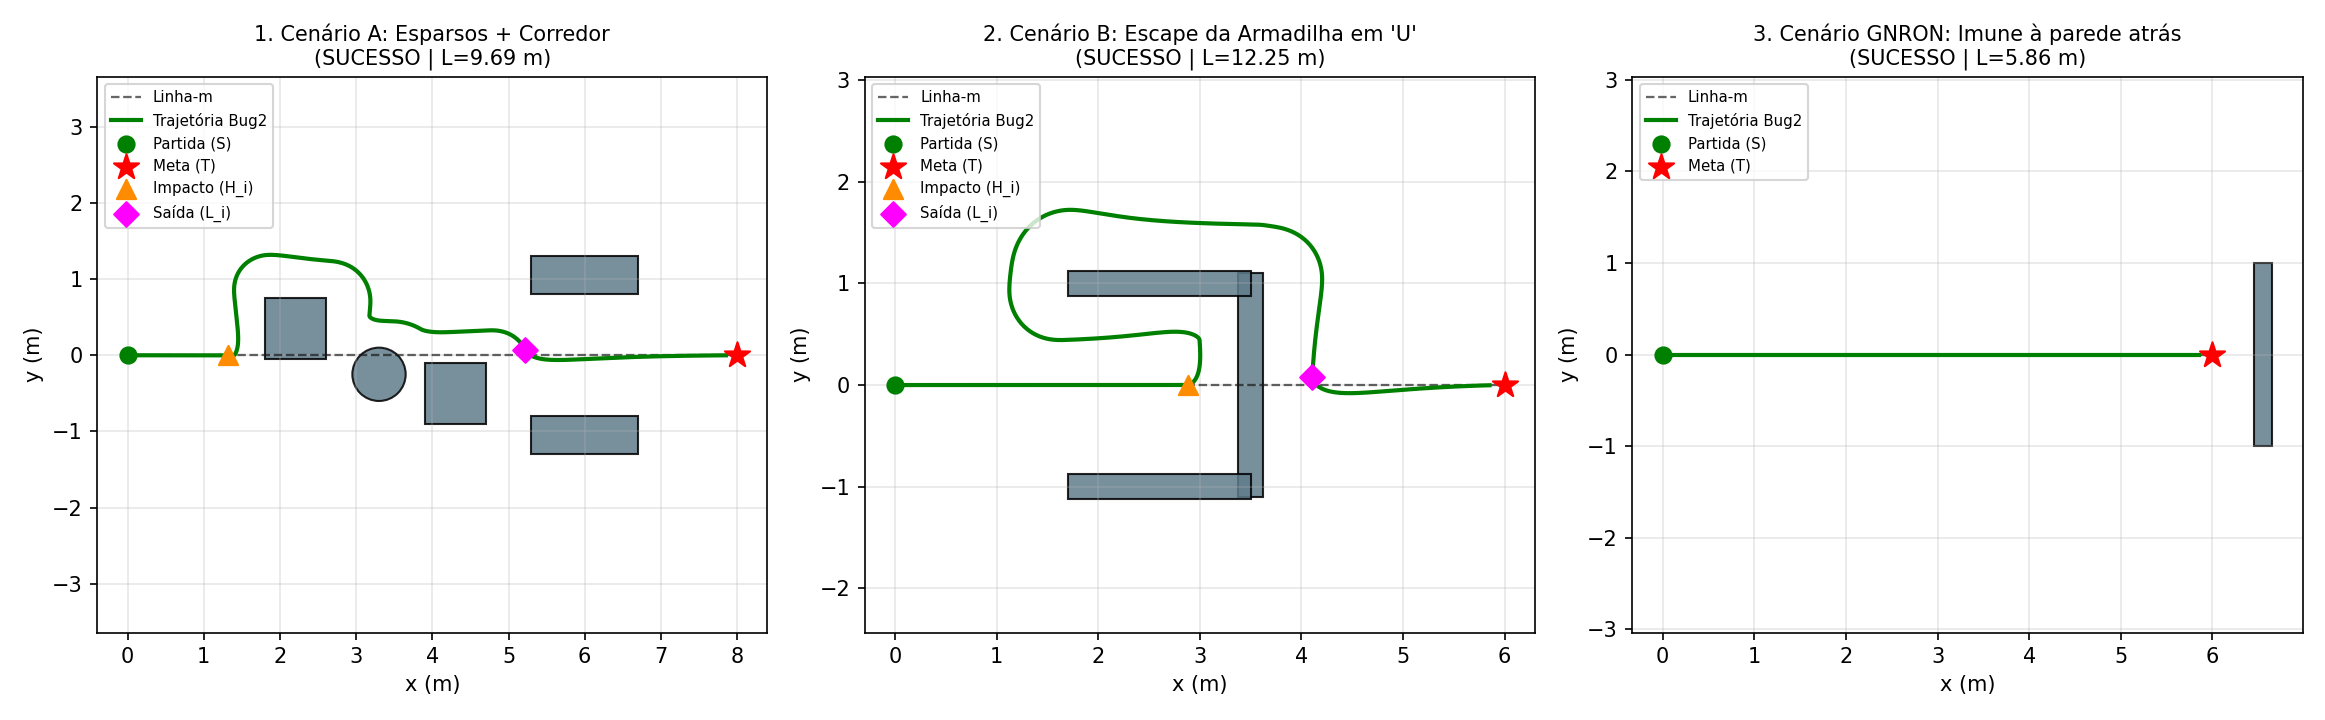 1. Cenário A: Esparsos + Corredor
(SUCESSO | L=9.69 m)
Linha-m
Trajetória Bug2
Partida (S)
Meta (T)
Impacto (H_i)
Saída (L_i)
y (m)
3
2
1
0
−1
−2
−3
0 1 2 3 4 5 6 7 8
x (m)
2. Cenário B: Escape da Armadilha em 'U'
(SUCESSO | L=12.25 m)
Linha-m
Trajetória Bug2
Partida (S)
Meta (T)
Impacto (H_i)
Saída (L_i)
y (m)
3
2
1
0
−1
−2
0 1 2 3 4 5 6
x (m)
3. Cenário GNRON: Imune à parede atrás
(SUCESSO | L=5.86 m)
Linha-m
Trajetória Bug2
Partida (S)
Meta (T)
y (m)
3
2
1
0
−1
−2
−3
0 1 2 3 4 5 6
x (m)